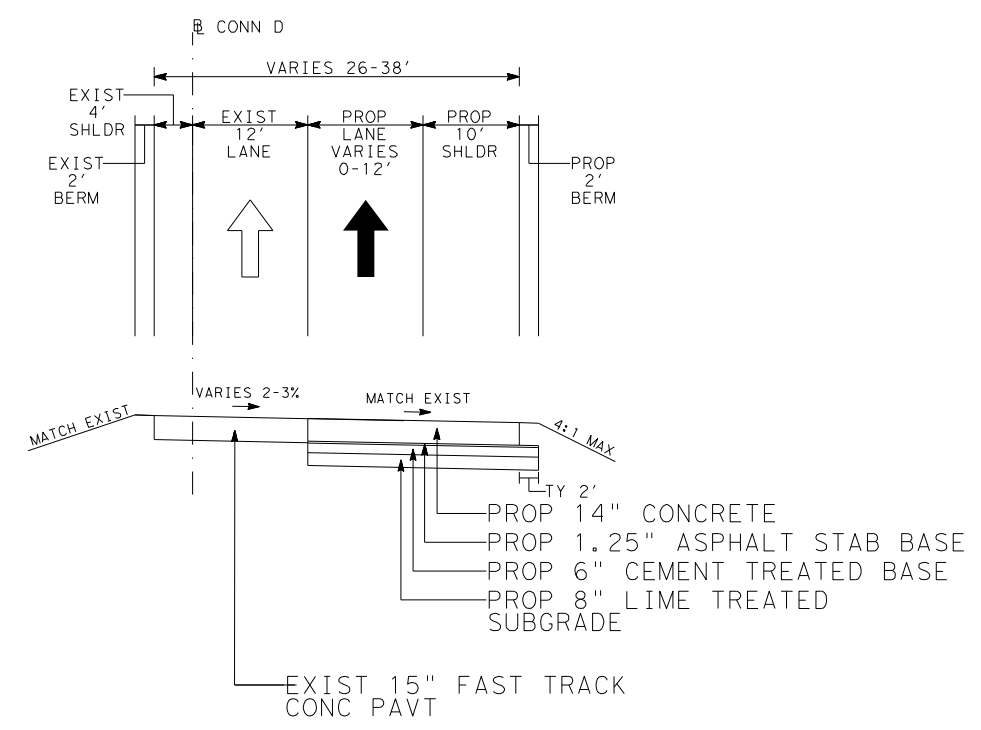 ℄ CONN D
VARIES 26-38'
EXIST
4'
SHLDR
EXIST
12'
LANE
PROP
LANE
VARIES
0-12'
PROP
10'
SHLDR
EXIST
2'
BERM
PROP
2'
BERM
VARIES 2-3%
MATCH EXIST
MATCH EXIST
4:1 MAX
TY 2'
PROP 14" CONCRETE
PROP 1.25" ASPHALT STAB BASE
PROP 6" CEMENT TREATED BASE
PROP 8" LIME TREATED
SUBGRADE
EXIST 15" FAST TRACK
CONC PAVT